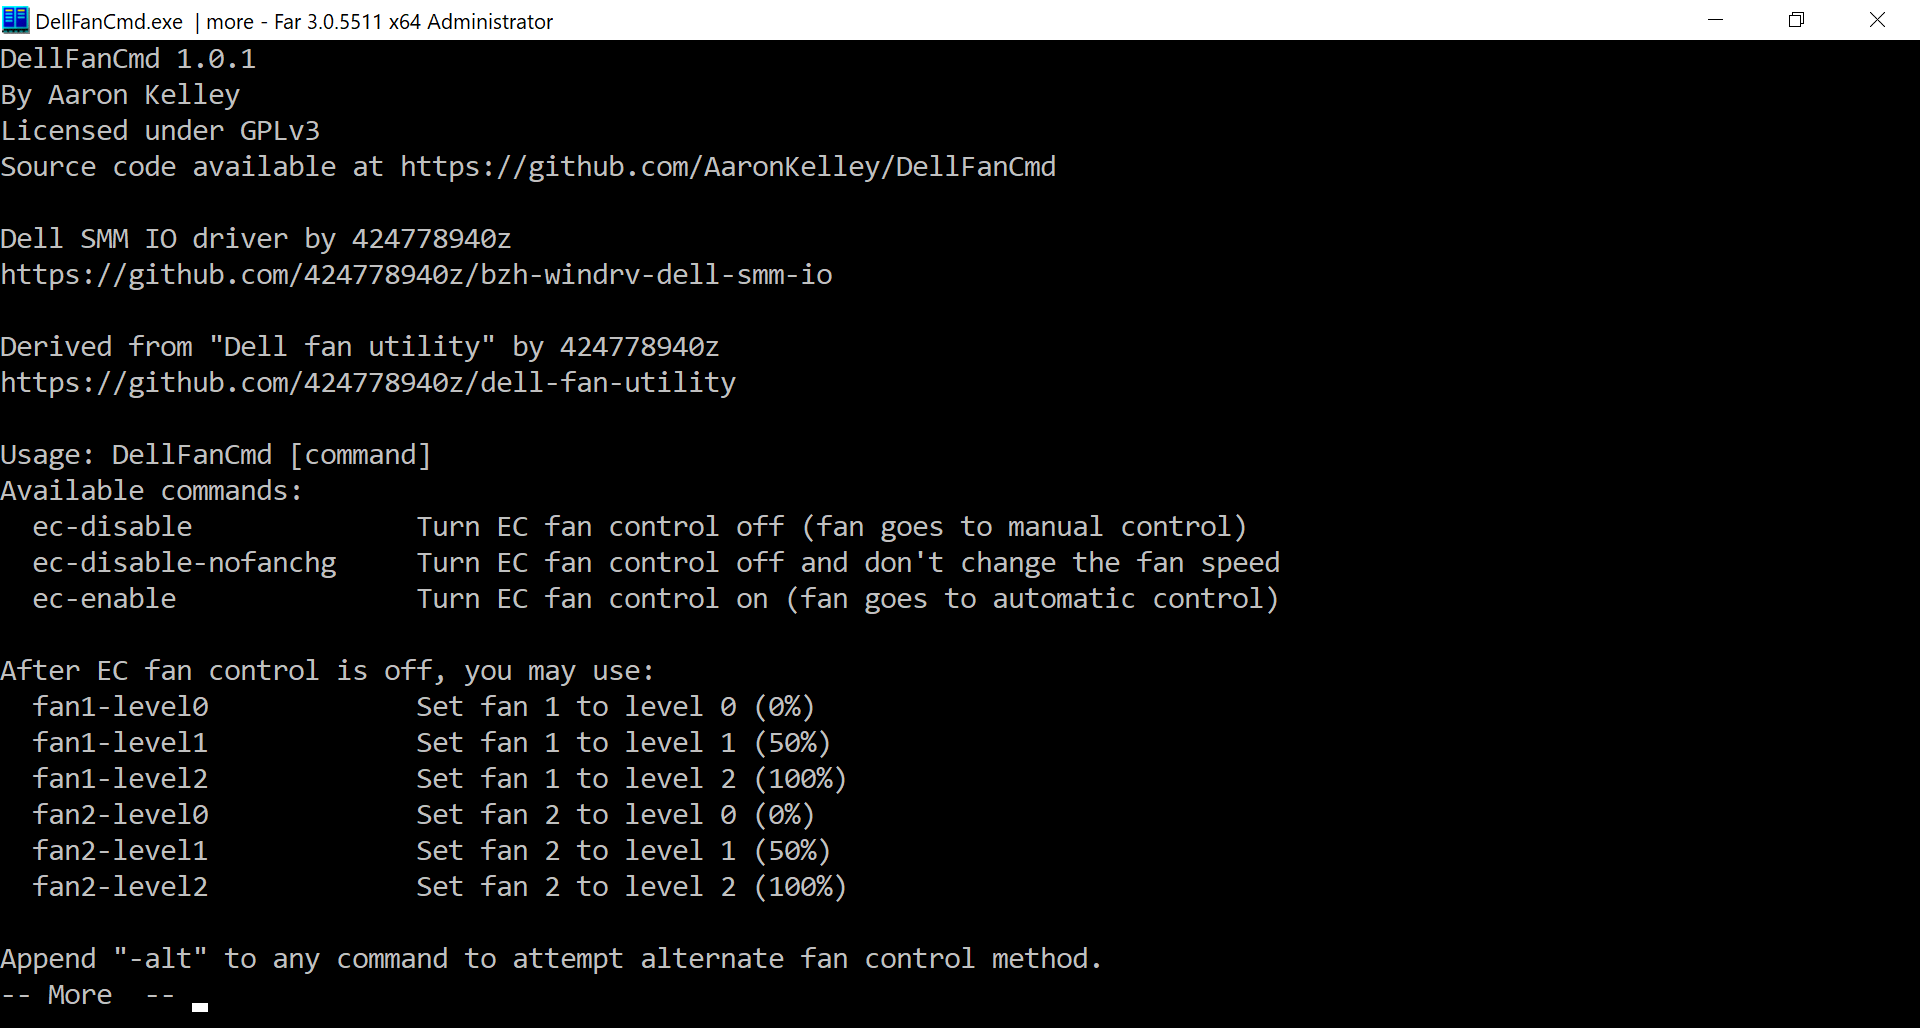 DellFanCmd.exe  | more - Far 3.0.5511 x64 Administrator
DellFanCmd 1.0.1
By Aaron Kelley
Licensed under GPLv3
Source code available at https://github.com/AaronKelley/DellFanCmd
Dell SMM IO driver by 424778940z
https://github.com/424778940z/bzh-windrv-dell-smm-io
Derived from "Dell fan utility" by 424778940z
https://github.com/424778940z/dell-fan-utility
Usage: DellFanCmd [command]
Available commands:
  ec-disable              Turn EC fan control off (fan goes to manual control)
  ec-disable-nofanchg     Turn EC fan control off and don't change the fan speed
  ec-enable               Turn EC fan control on (fan goes to automatic control)
After EC fan control is off, you may use:
  fan1-level0             Set fan 1 to level 0 (0%)
  fan1-level1             Set fan 1 to level 1 (50%)
  fan1-level2             Set fan 1 to level 2 (100%)
  fan2-level0             Set fan 2 to level 0 (0%)
  fan2-level1             Set fan 2 to level 1 (50%)
  fan2-level2             Set fan 2 to level 2 (100%)
Append "-alt" to any command to attempt alternate fan control method.
-- More  --